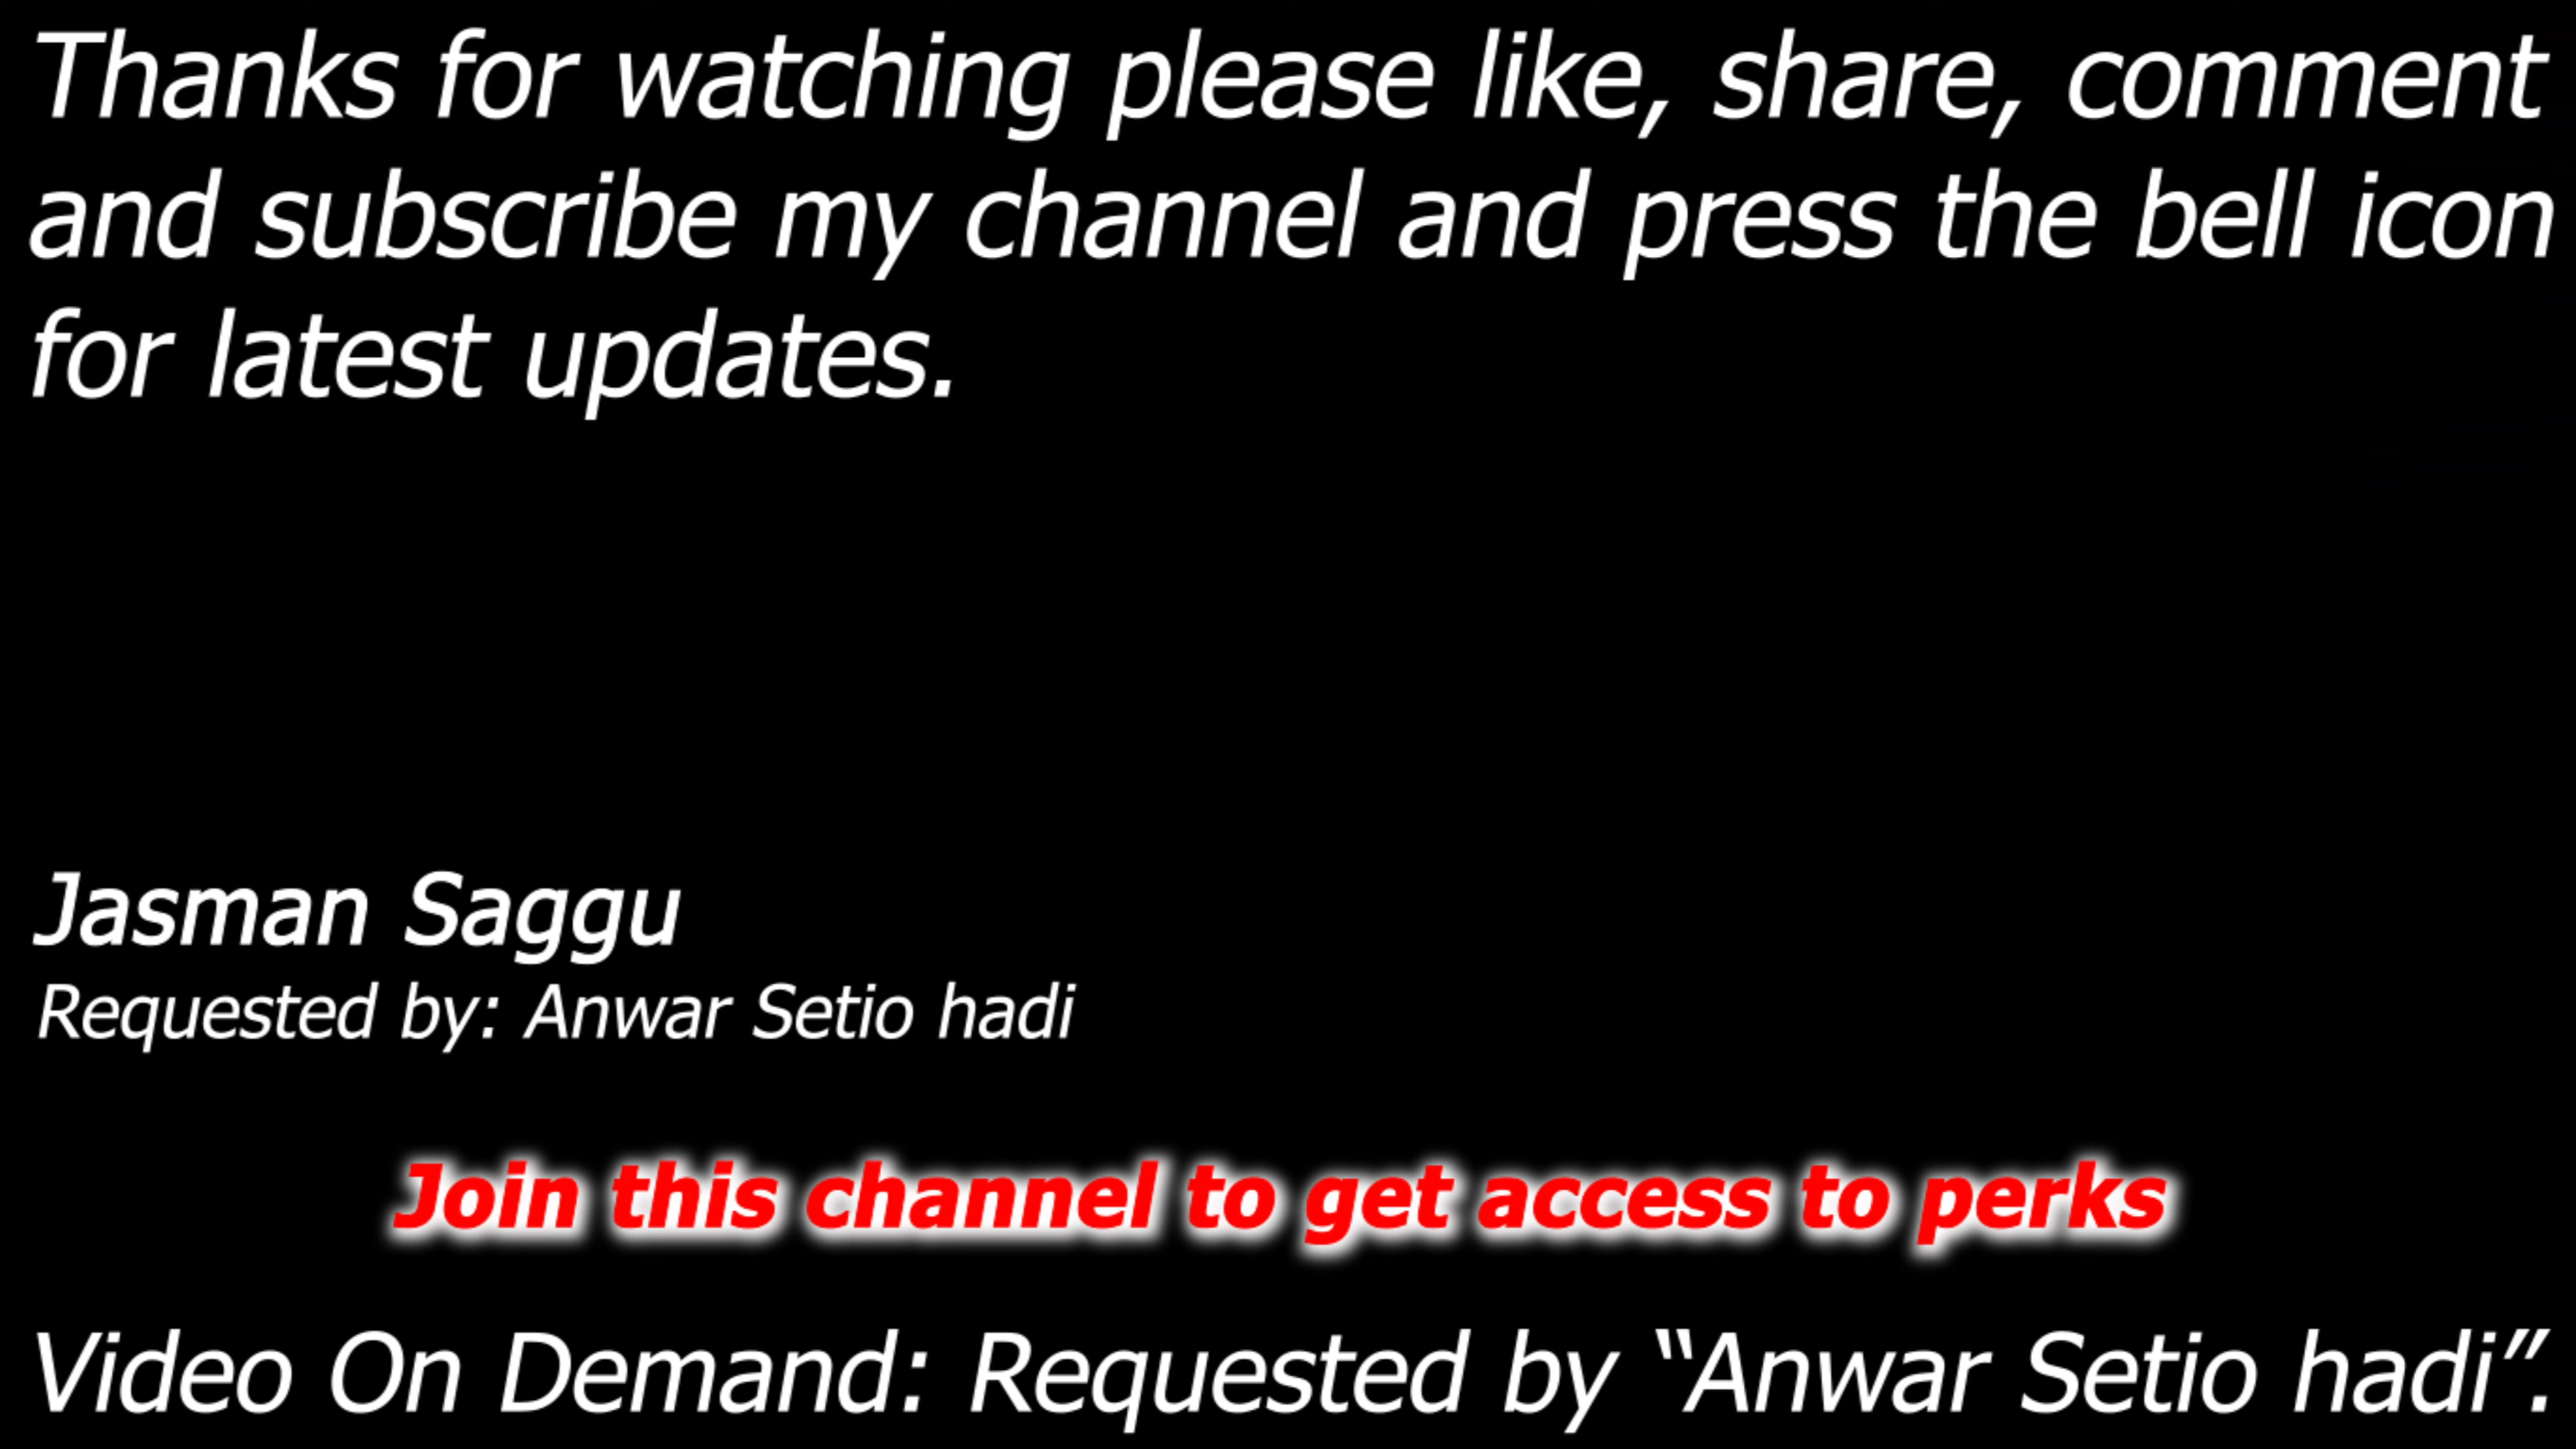 Thanks for watching please like, share, comment
and subscribe my channel and press the bell icon
for latest updates.
Jasman Saggu
Requested by: Anwar Setio hadi
Join this channel to get access to perks
Video On Demand: Requested by “Anwar Setio hadi”.